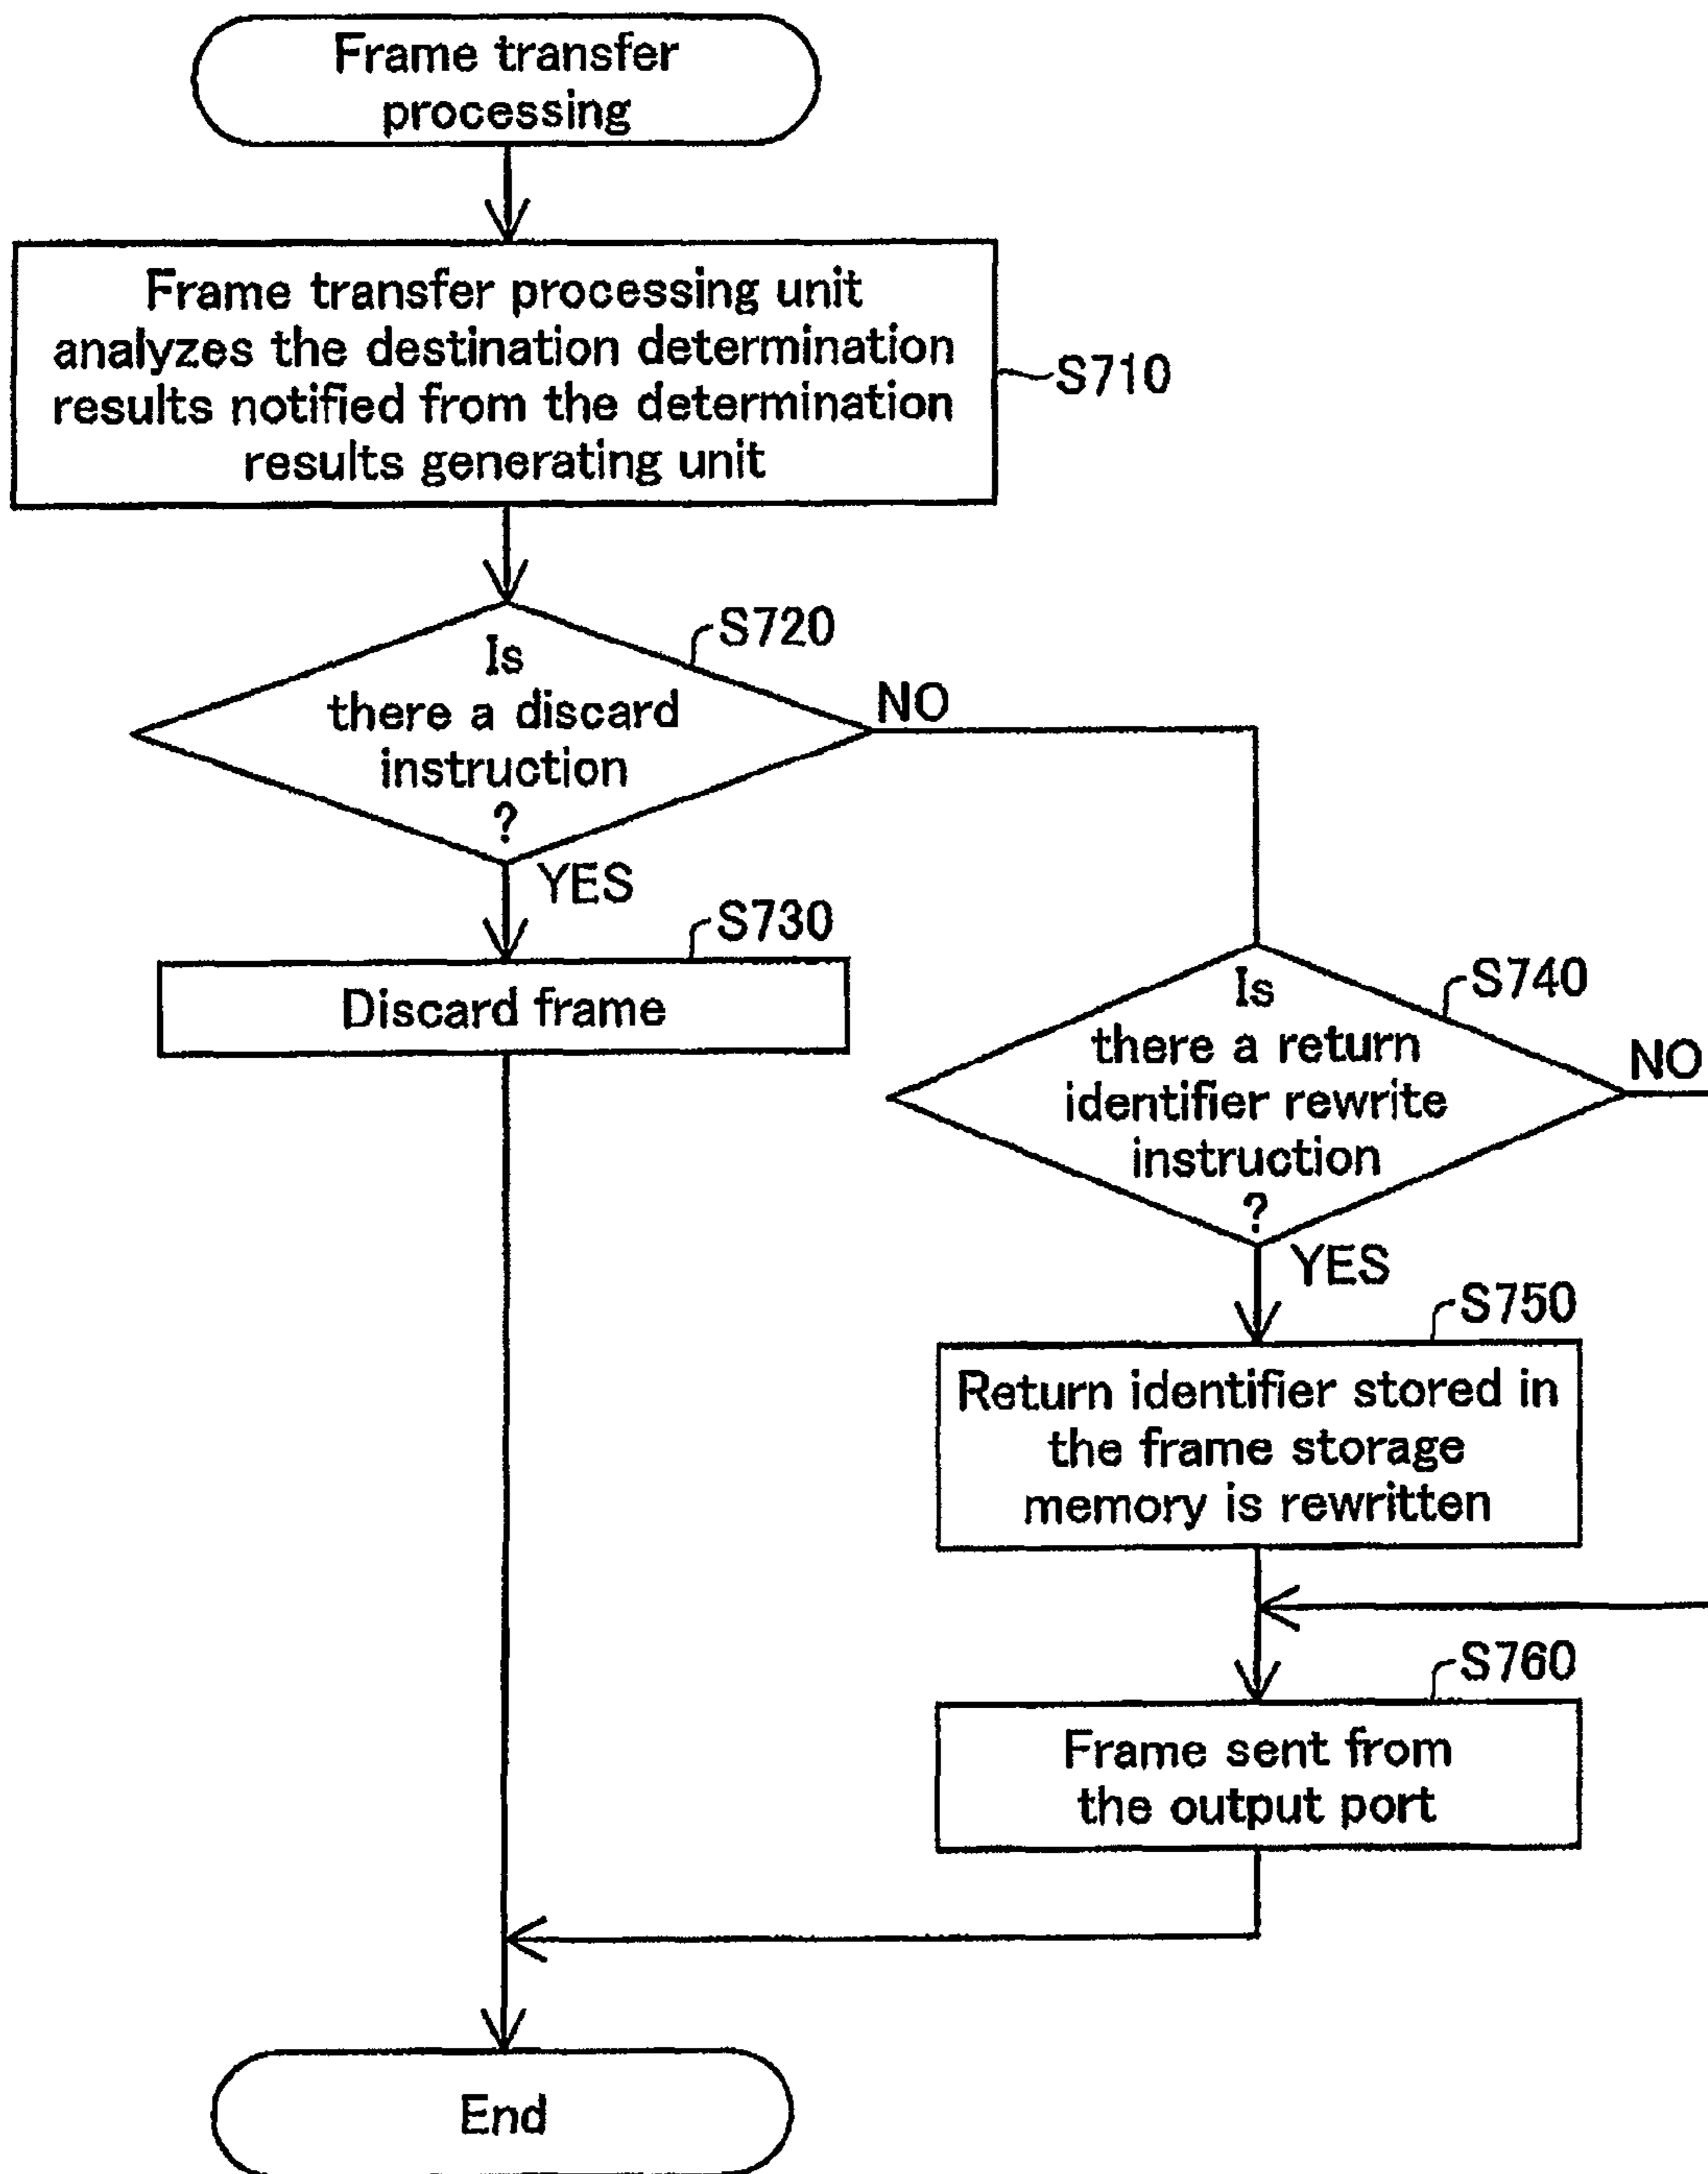 Frame transfer
processing
Frame transfer processing unit
analyzes the destination determination
results notified from the determination
results generating unit
S710
S720
Is
there a discard
instruction
?
NO
YES
S730
Discard frame
S740
Is
there a return
identifier rewrite
instruction
?
NO
YES
S750
Return identifier stored in
the frame storage
memory is rewritten
S760
Frame sent from
the output port
End